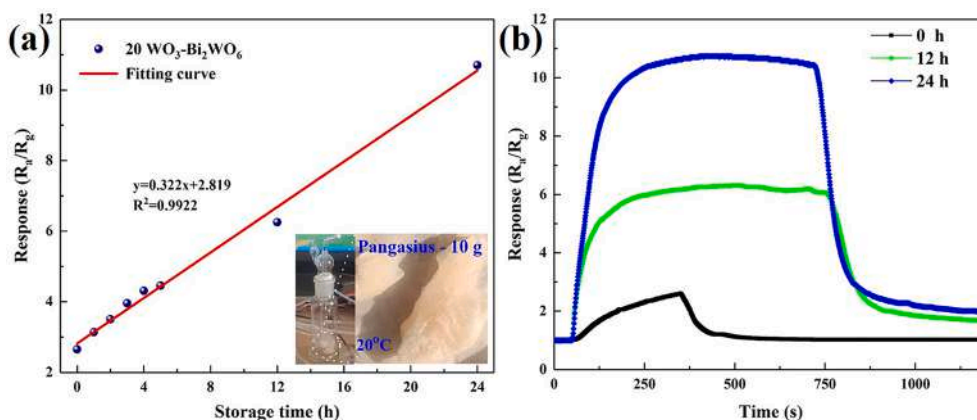 (a)
12
10
8
6
4
2
0
4
8
12
16
20
24
Response (Ra/Rg)
Storage time (h)
20 WO3-Bi2WO6
Fitting curve
y=0.322x+2.819
R²=0.9922
Pangasius - 10 g
20°C
(b)
12
10
8
6
4
2
0
0
250
500
750
1000
Response (Ra/Rg)
Time (s)
0 h
12 h
24 h